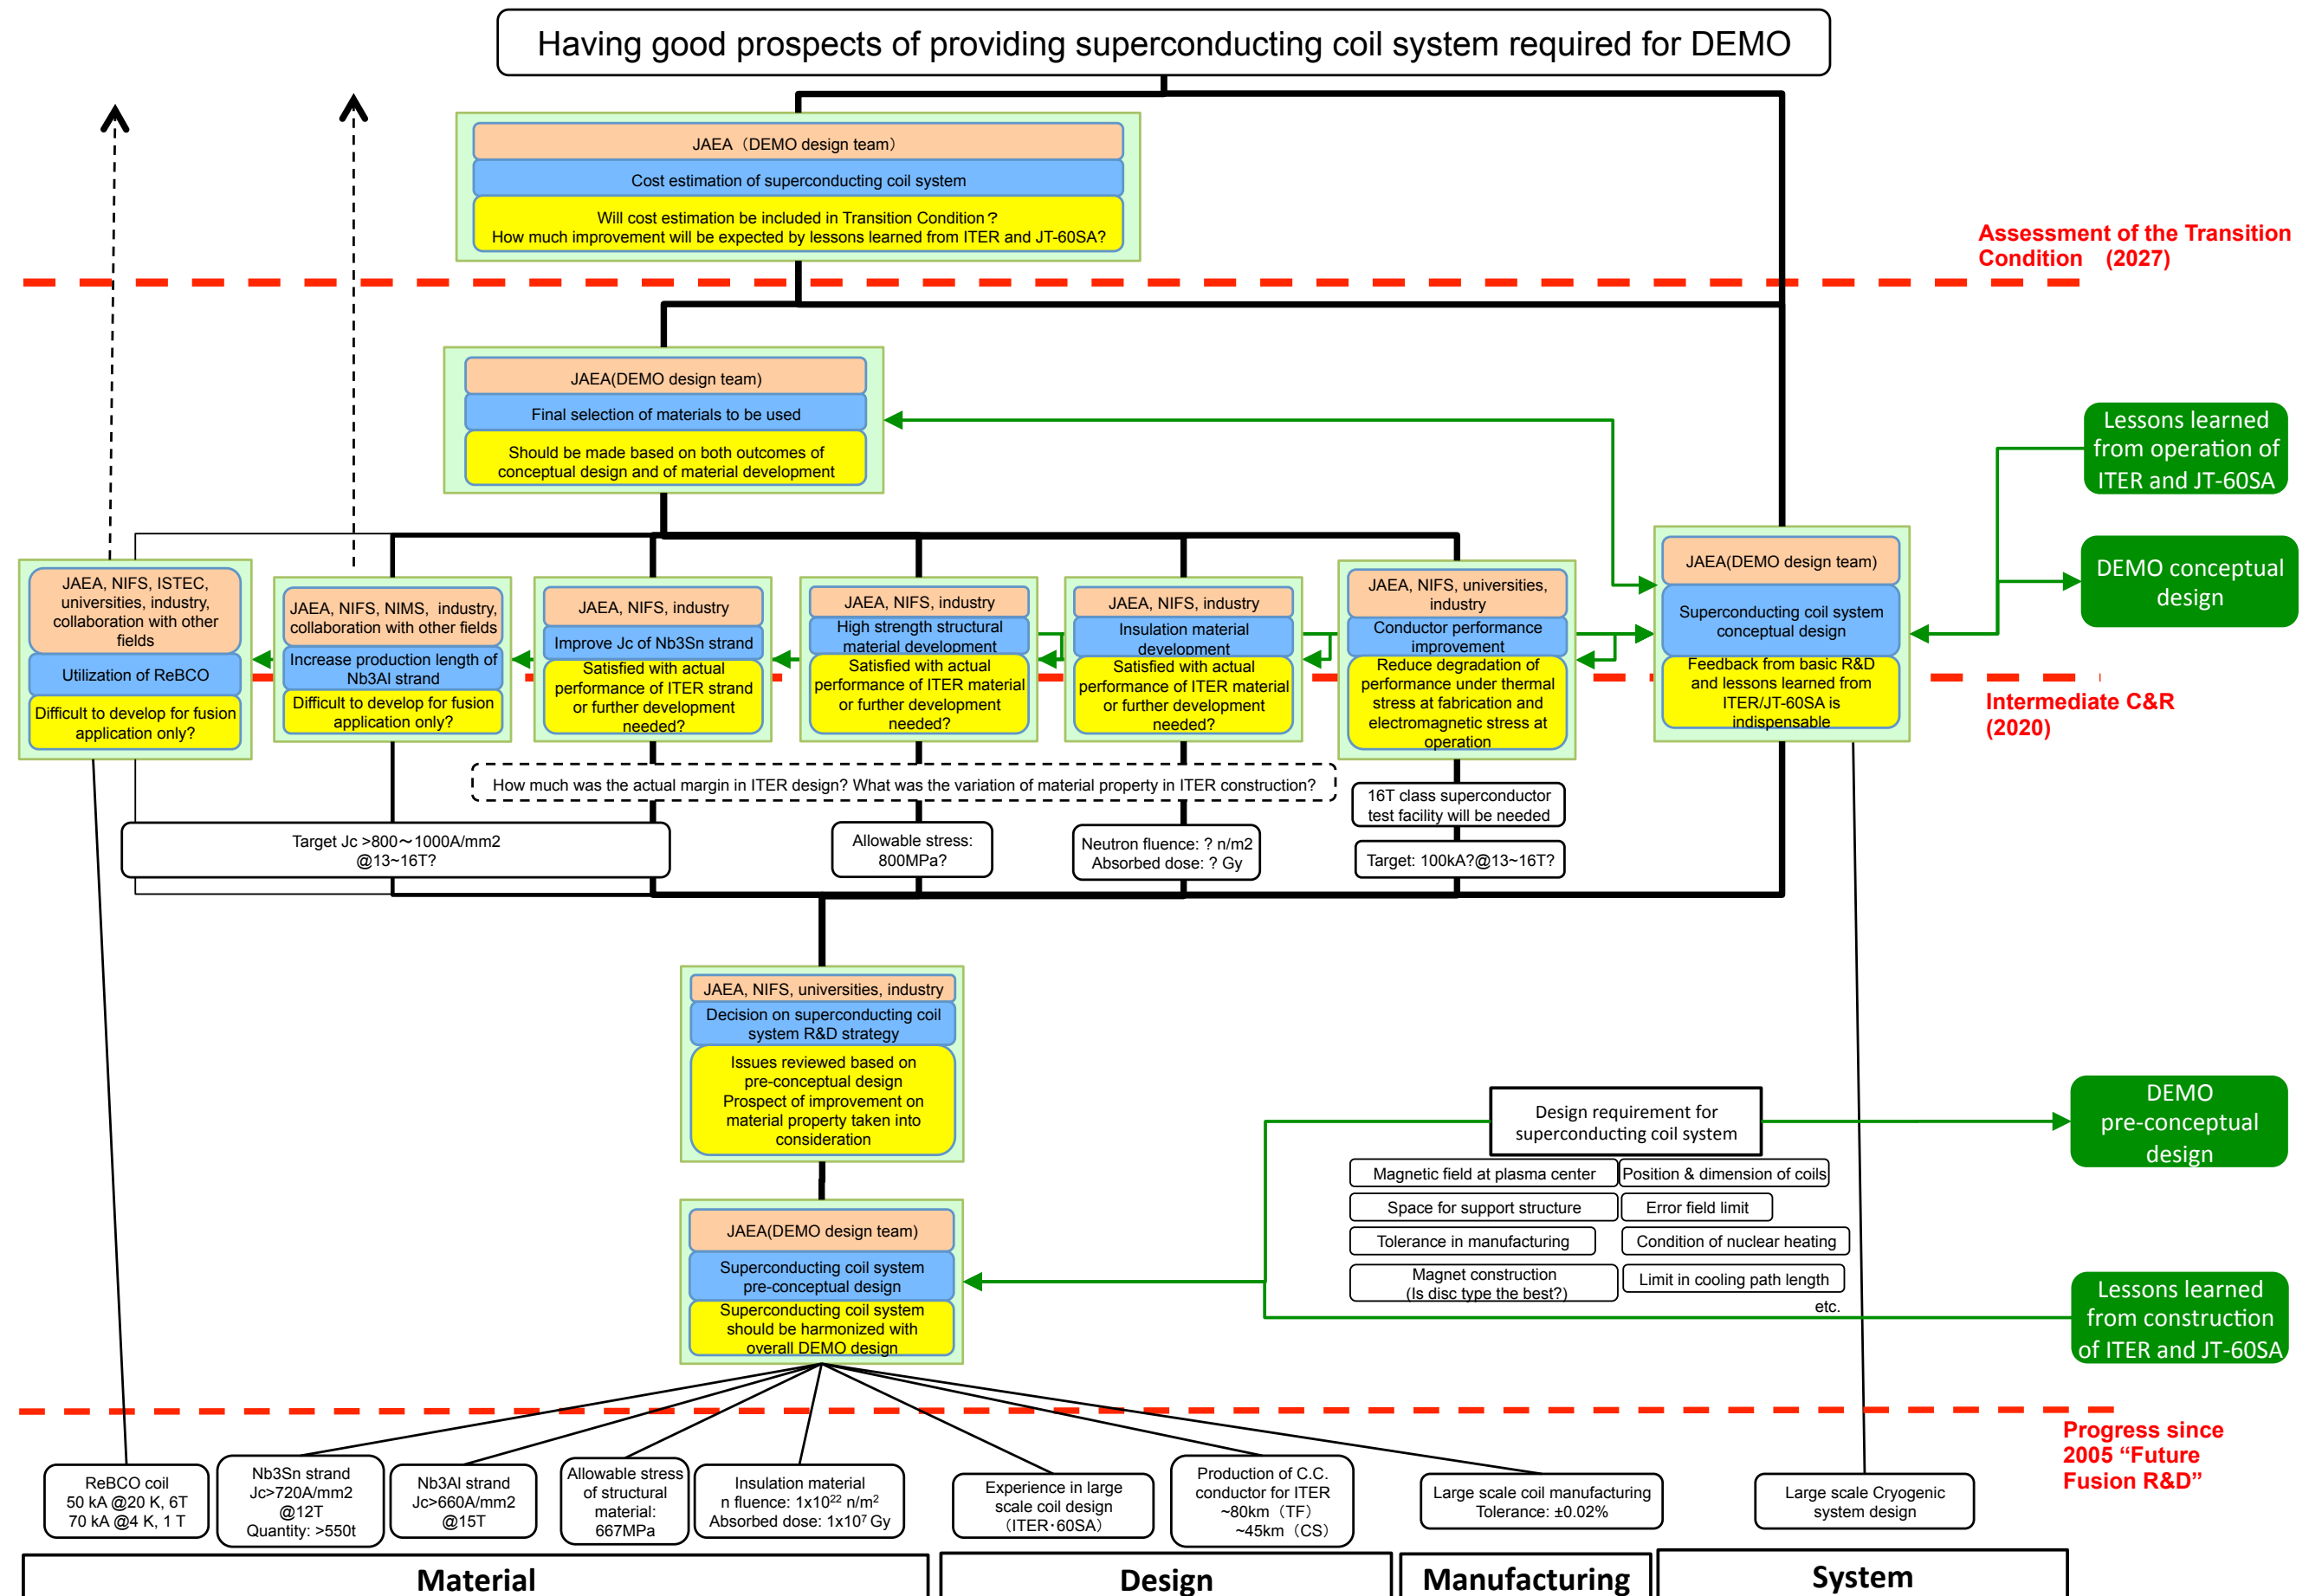 Having good prospects of providing superconducting coil system required for DEMO
JAEA（DEMO design team）
Cost estimation of superconducting coil system
Will cost estimation be included in Transition Condition？
How much improvement will be expected by lessons learned from ITER and JT-60SA?
Assessment of the Transition
Condition (2027)
JAEA(DEMO design team)
Final selection of materials to be used
Should be made based on both outcomes of
conceptual design and of material development
Lessons learned
from operation of
ITER and JT-60SA
DEMO conceptual
design
JAEA, NIFS, ISTEC,
universities, industry,
collaboration with other
fields
Utilization of ReBCO
Difficult to develop for fusion
application only?
JAEA, NIFS, NIMS, industry,
collaboration with other fields
Increase production length of
Nb3Al strand
Difficult to develop for fusion
application only?
JAEA, NIFS, industry
Improve Jc of Nb3Sn strand
Satisfied with actual
performance of ITER strand
or further development
needed?
JAEA, NIFS, industry
High strength structural
material development
Satisfied with actual
performance of ITER material
or further development
needed?
JAEA, NIFS, industry
Insulation material
development
Satisfied with actual
performance of ITER material
or further development
needed?
JAEA, NIFS, universities,
industry
Conductor performance
improvement
Reduce degradation of
performance under thermal
stress at fabrication and
electromagnetic stress at
operation
JAEA(DEMO design team)
Superconducting coil system
conceptual design
Feedback from basic R&D
and lessons learned from
ITER/JT-60SA is
indispensable
Intermediate C&R
(2020)
How much was the actual margin in ITER design? What was the variation of material property in ITER construction?
16T class superconductor
test facility will be needed
Target Jc >800～1000A/mm2
@13~16T?
Allowable stress:
800MPa?
Neutron fluence: ? n/m2
Absorbed dose: ? Gy
Target: 100kA?@13~16T?
JAEA, NIFS, universities, industry
Decision on superconducting coil
system R&D strategy
Issues reviewed based on
pre-conceptual design
Prospect of improvement on
material property taken into
consideration
JAEA(DEMO design team)
Superconducting coil system
pre-conceptual design
Superconducting coil system
should be harmonized with
overall DEMO design
Design requirement for
superconducting coil system
Magnetic field at plasma center
Position & dimension of coils
Space for support structure
Error field limit
Tolerance in manufacturing
Condition of nuclear heating
Magnet construction
(Is disc type the best?)
Limit in cooling path length
etc.
DEMO
pre-conceptual
design
Lessons learned
from construction
of ITER and JT-60SA
Progress since
2005 “Future
Fusion R&D”
ReBCO coil
50 kA @20 K, 6T
70 kA @4 K, 1 T
Nb3Sn strand
Jc>720A/mm2
@12T
Quantity: >550t
Nb3Al strand
Jc>660A/mm2
@15T
Allowable stress
of structural
material:
667MPa
Insulation material
n fluence: 1x10²² n/m²
Absorbed dose: 1x10⁷ Gy
Experience in large
scale coil design
（ITER･60SA）
Production of C.C.
conductor for ITER
~80km（TF）
~45km（CS）
Large scale coil manufacturing
Tolerance: ±0.02%
Large scale Cryogenic
system design
Material
Design
Manufacturing
System